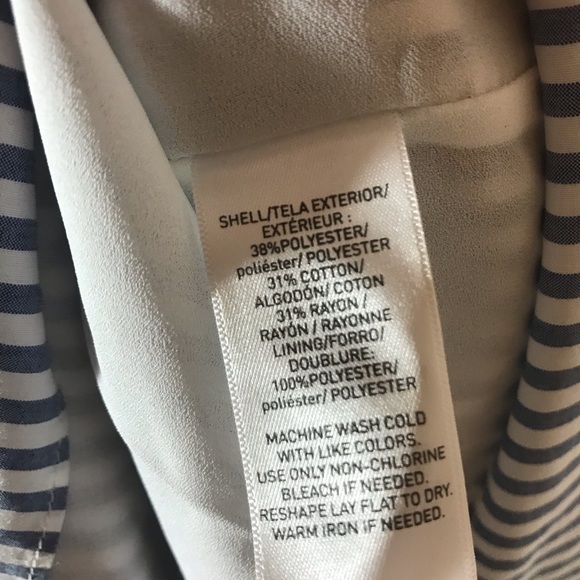 SHELL/TELA EXTERIOR/
EXTÉRIEUR :
38%POLYESTER/
poliéster/ POLYESTER
31% COTTON/
ALGODÓN/ COTON
31% RAYON /
RAYÓN / RAYONNE
LINING/FORRO/
DOUBLURE:
100%POLYESTER/
poliéster/ POLYESTER
MACHINE WASH COLD
WITH LIKE COLORS.
USE ONLY NON-CHLORINE
BLEACH IF NEEDED.
RESHAPE LAY FLAT TO DRY.
WARM IRON IF NEEDED.